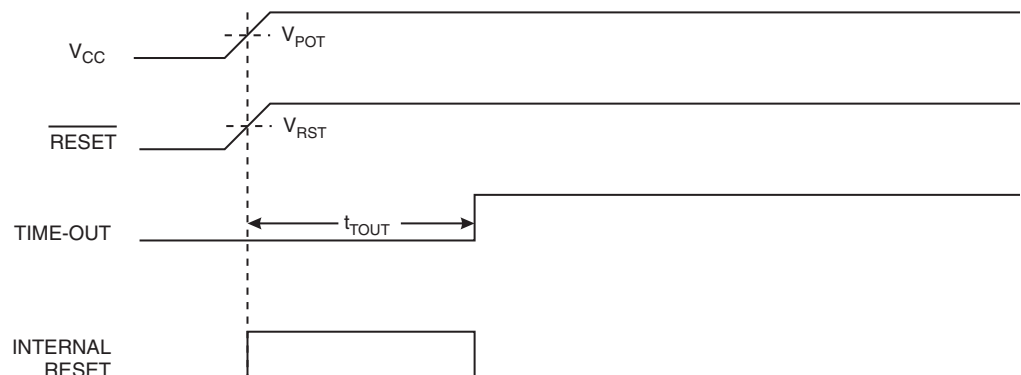 V_CC
V_POT
RESET
V_RST
TIME-OUT
t_TOUT
INTERNAL
RESET